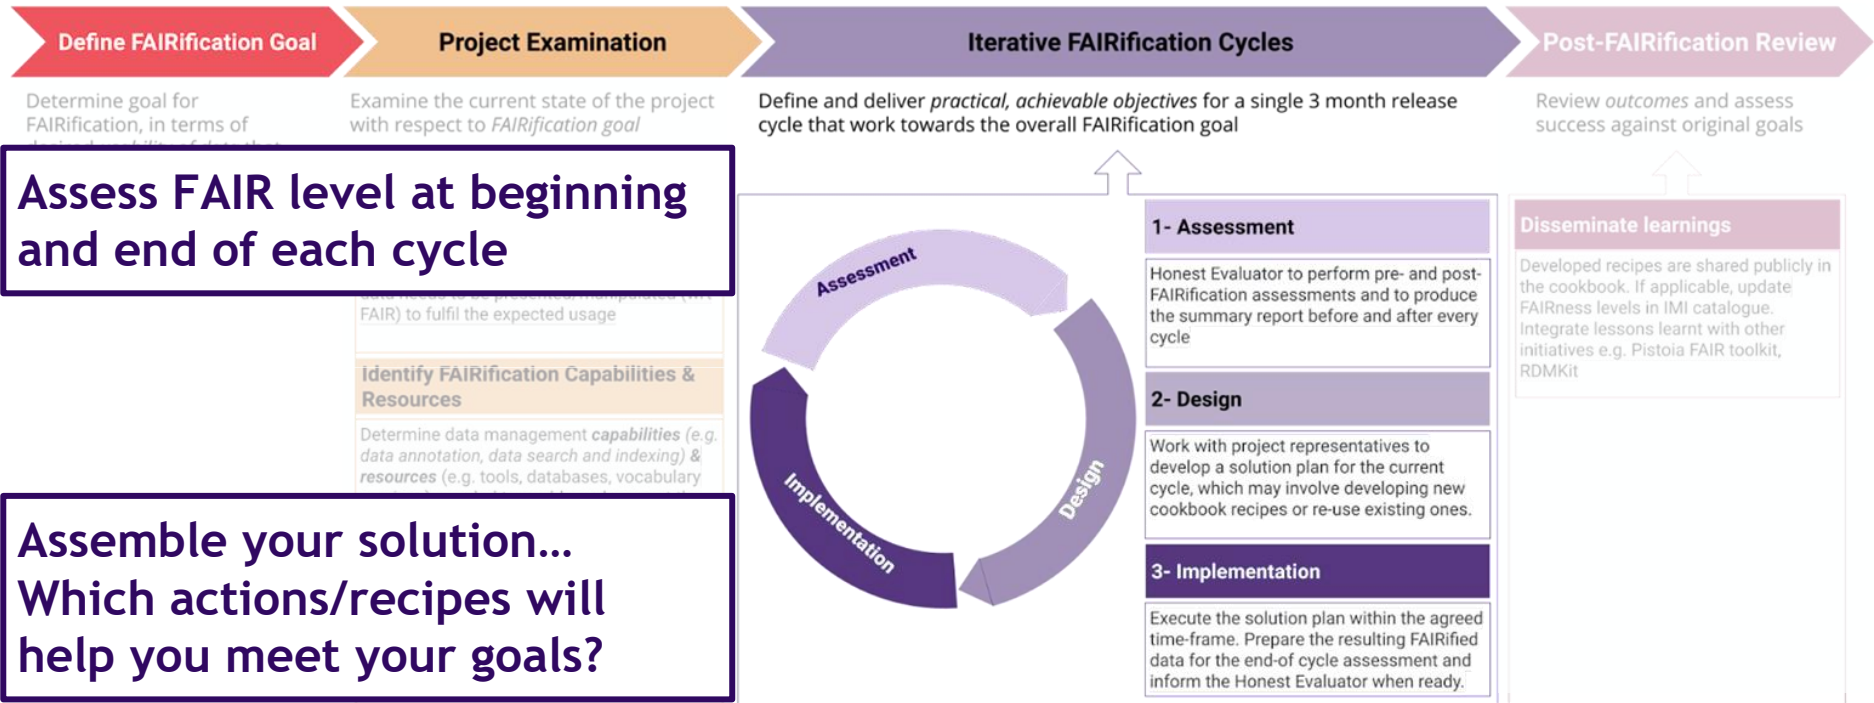 Define FAIRification Goal
Project Examination
Iterative FAIRification Cycles
Post-FAIRification Review
Determine goal for
FAIRification, in terms of
Examine the current state of the project
with respect to FAIRification goal
Define and deliver practical, achievable objectives for a single 3 month release
cycle that work towards the overall FAIRification goal
Review outcomes and assess
success against original goals
Assess FAIR level at beginning
and end of each cycle
FAIR) to fulfil the expected usage
Identify FAIRification Capabilities &
Resources
Determine data management capabilities (e.g.
data annotation, data search and indexing) &
resources (e.g. tools, databases, vocabulary
Assemble your solution…
Which actions/recipes will
help you meet your goals?
Assessment
Design
Implementation
1- Assessment
Honest Evaluator to perform pre- and post-
FAIRification assessments and to produce
the summary report before and after every
cycle
2- Design
Work with project representatives to
develop a solution plan for the current
cycle, which may involve developing new
cookbook recipes or re-use existing ones.
3- Implementation
Execute the solution plan within the agreed
time-frame. Prepare the resulting FAIRified
data for the end-of cycle assessment and
inform the Honest Evaluator when ready.
Disseminate learnings
Developed recipes are shared publicly in
the cookbook. If applicable, update
FAIRness levels in IMI catalogue.
Integrate lessons learnt with other
initiatives e.g. Pistoia FAIR toolkit,
RDMKit